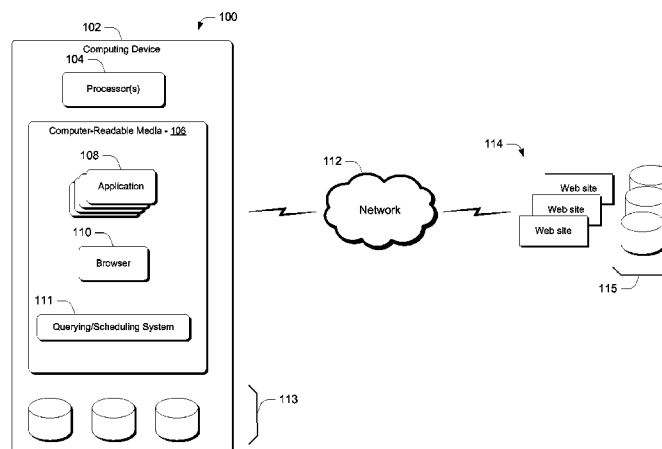 100
102
Computing Device
104
Processor(s)
Computer-Readable Media - 106
108
Application
110
Browser
111
Querying/Scheduling System
113
112
Network
114
Web site
Web site
Web site
115